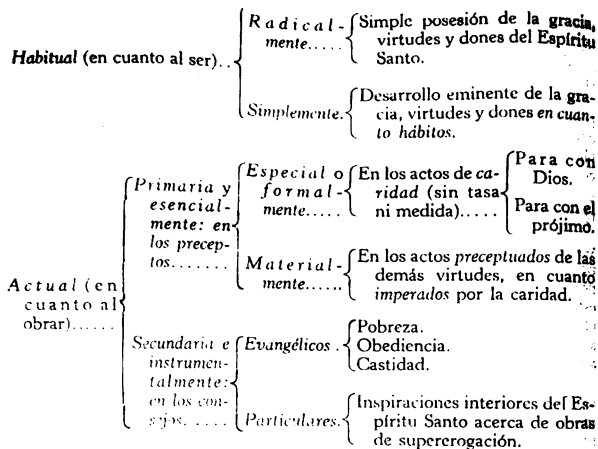 Habitual (en cuanto al ser)..
Radical-
mente.....
Simple posesión de la gracia,
virtudes y dones del Espíritu
Santo.
Simplemente.
Desarrollo eminente de la gra-
cia, virtudes y dones en cuan-
to hábitos.
Actual (en
cuanto al
obrar)......
Primaria y
esencial-
mente: en
los precep-
tos.......
Especial o
formal-
mente.....
En los actos de ca-
ridad (sin tasa
ni medida).....
Para con
Dios.
Para con el
prójimo.
Material-
mente......
En los actos preceptuados de las
demás virtudes, en cuanto
imperados por la caridad.
Secundaria e
instrumen-
talmente:
en los con-
sejos......
Evangélicos .
Pobreza.
Obediencia.
Castidad.
Particulares.
Inspiraciones interiores del Es-
píritu Santo acerca de obras
de supererogación.